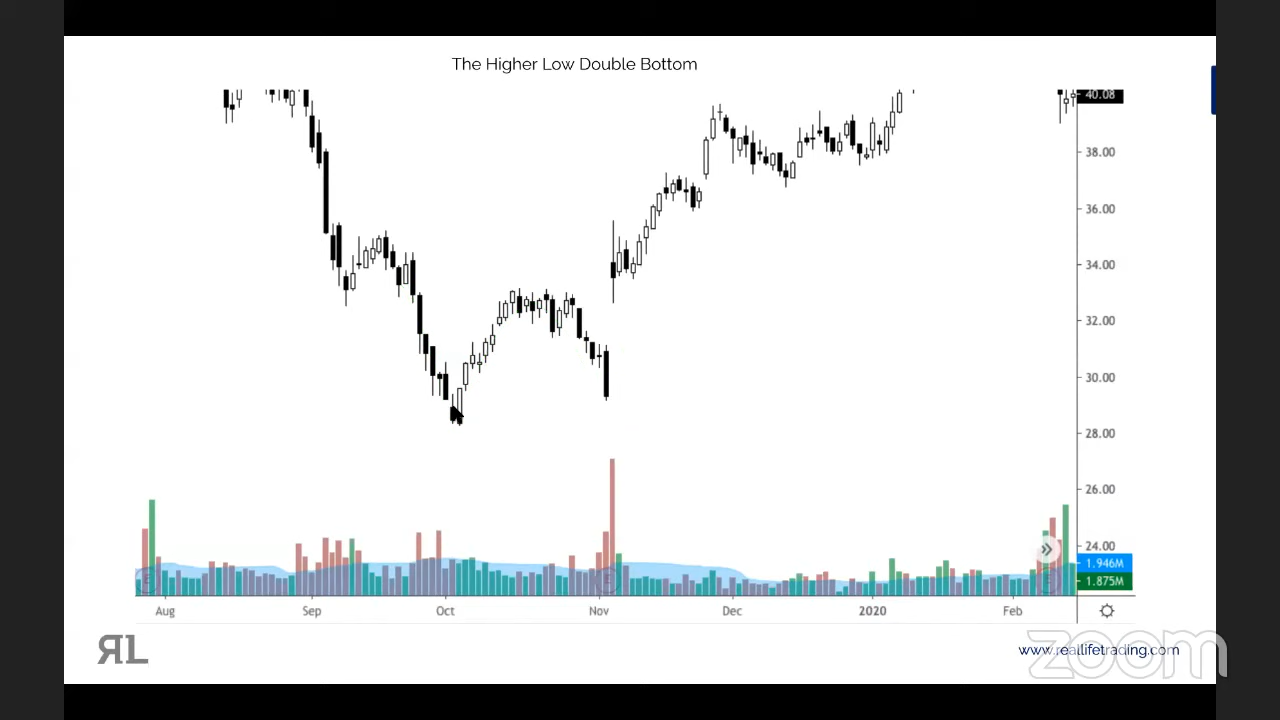 The Higher Low Double Bottom
40.08
38.00
36.00
34.00
32.00
30.00
28.00
26.00
24.00
1.946M
1.875M
E
E
E
Aug Sep Oct Nov Dec 2020 Feb
RL
www.reallifetrading.com
zoom